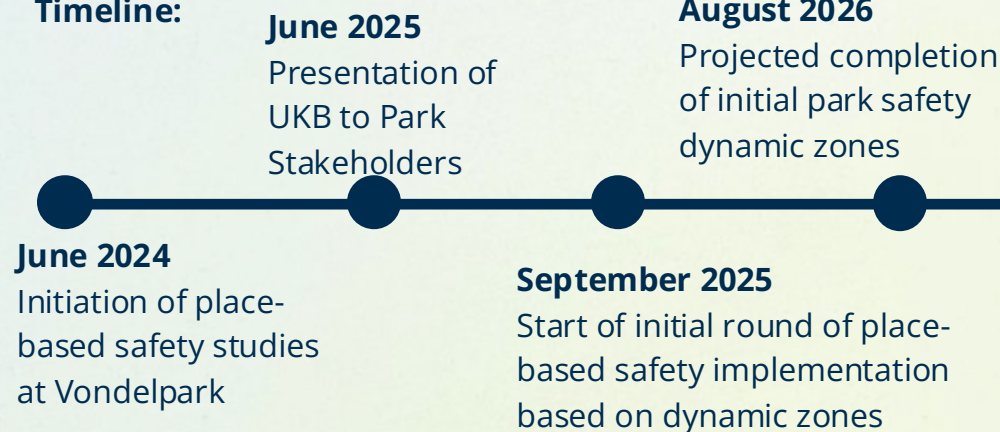 Timeline:
June 2025
Presentation of
UKB to Park
Stakeholders
August 2026
Projected completion
of initial park safety
dynamic zones
June 2024
Initiation of place-
based safety studies
at Vondelpark
September 2025
Start of initial round of place-
based safety implementation
based on dynamic zones